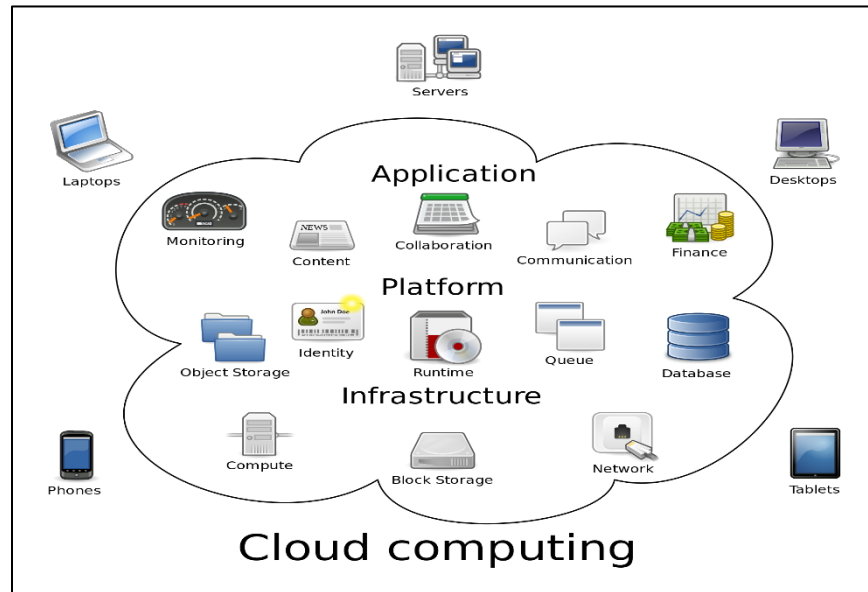 Servers
Laptops
Desktops
Application
Monitoring
NEWS
Content
Collaboration
Communication
Finance
Platform
Object Storage
John Doe
Identity
Runtime
Queue
Database
Infrastructure
Compute
Block Storage
Network
Phones
Tablets
Cloud computing